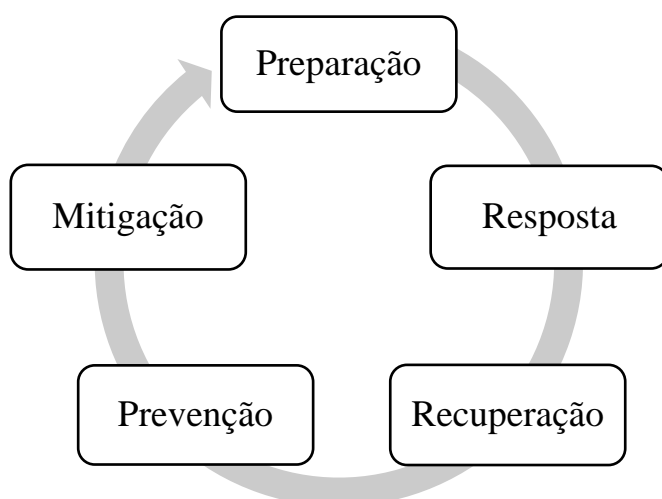 Preparação
Resposta
Recuperação
Prevenção
Mitigação